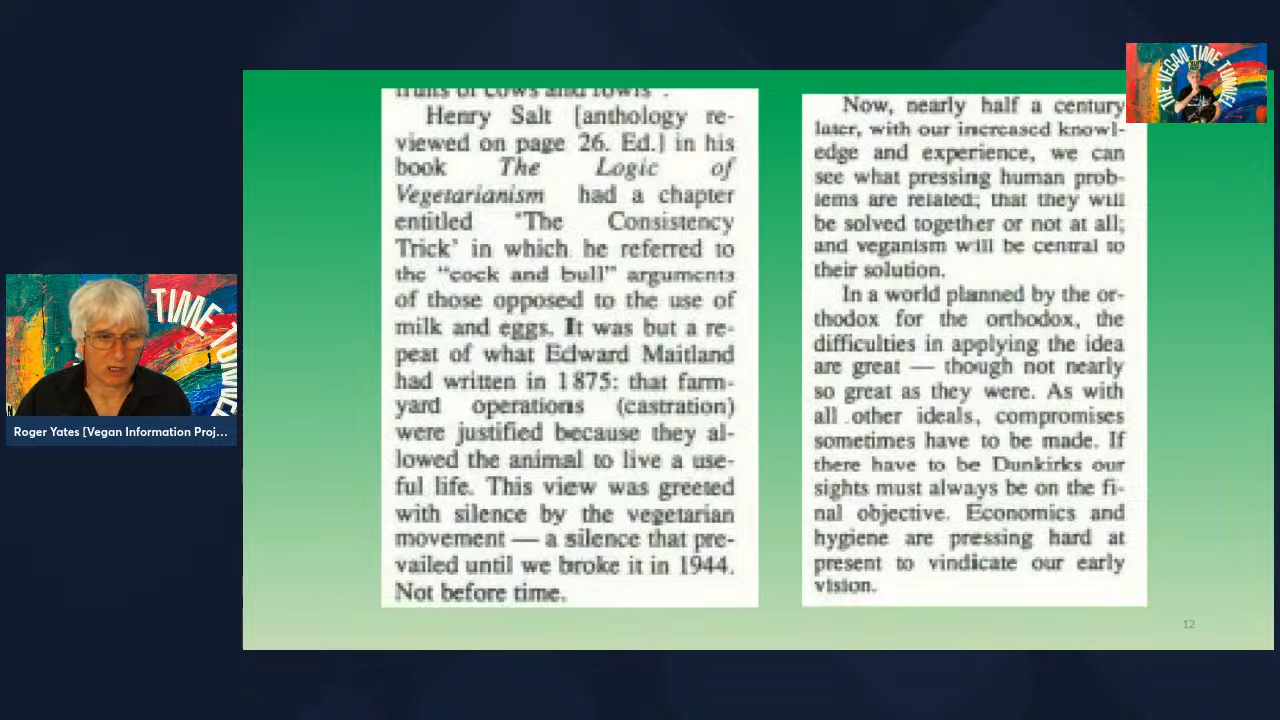 THE VEGAN TIME TUNNEL
TIME
TUNNEL
Roger Yates [Vegan Information Proj...
fruits of cows and fowls".
Henry Salt [anthology re-
viewed on page 26. Ed.] in his
book The Logic of
Vegetarianism had a chapter
entitled "The Consistency
Trick" in which he referred to
the "cock and bull" arguments
of those opposed to the use of
milk and eggs. It was but a re-
peat of what Edward Maitland
had written in 1875: that farm-
yard operations (castration)
were justified because they al-
lowed the animal to live a use-
ful life. This view was greeted
with silence by the vegetarian
movement — a silence that pre-
vailed until we broke it in 1944.
Not before time.
Now, nearly half a century
later, with our increased knowl-
edge and experience, we can
see what pressing human prob-
lems are related; that they will
be solved together or not at all;
and veganism will be central to
their solution.
In a world planned by the or-
thodox for the orthodox, the
difficulties in applying the idea
are great — though not nearly
so great as they were. As with
all other ideals, compromises
sometimes have to be made. If
there have to be Dunkirks our
sights must always be on the fi-
nal objective. Economics and
hygiene are pressing hard at
present to vindicate our early
vision.
12